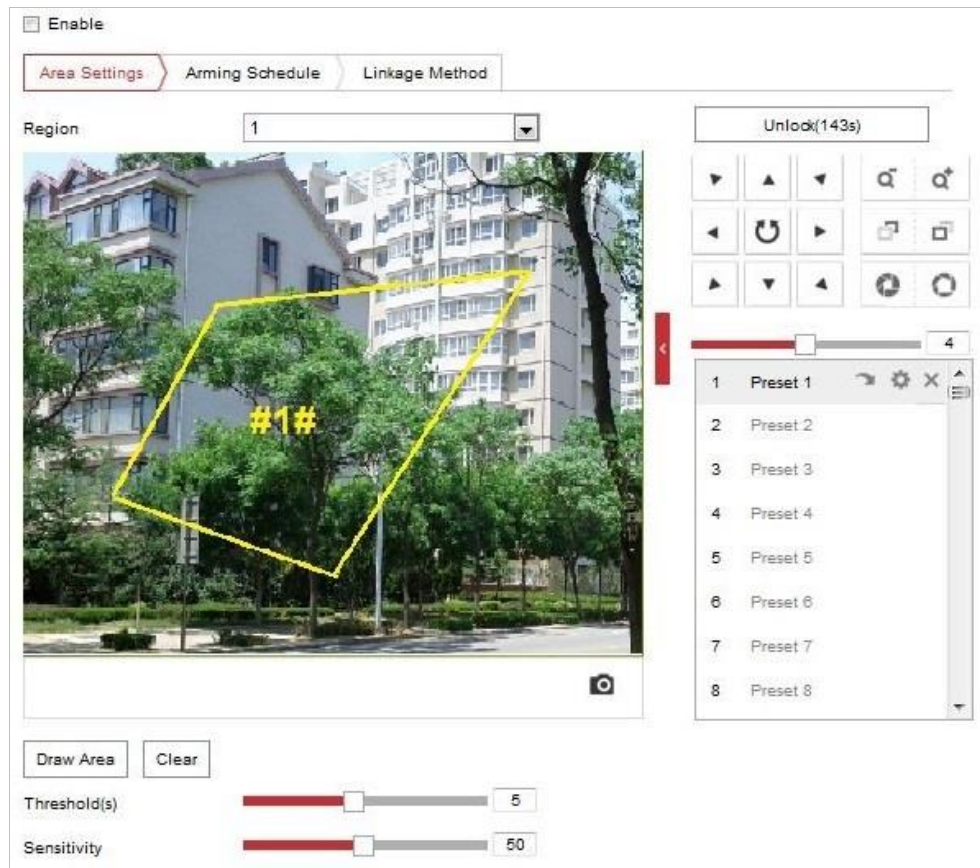 Enable
Area Settings
Arming Schedule
Linkage Method
Region
1
Unlock(143s)
#1#
4
1 Preset 1
2 Preset 2
3 Preset 3
4 Preset 4
5 Preset 5
6 Preset 6
7 Preset 7
8 Preset 8
Draw Area
Clear
Threshold(s)
5
Sensitivity
50